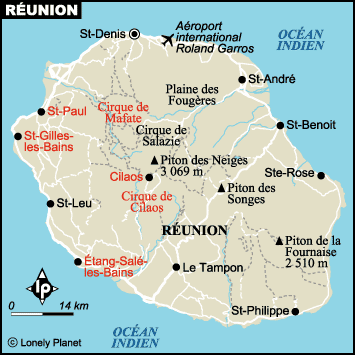 RÉUNION
St-Denis
Aéroport
international
Roland Garros
OCÉAN
INDIEN
St-André
Plaine des
Fougères
St-Paul
Cirque de
Mafate
St-Benoit
Cirque de
Salazie
St-Gilles-
les-Bains
Piton des Neiges
3 069 m
Cilaos
Ste-Rose
Piton des
Songes
Cirque de
Cilaos
St-Leu
RÉUNION
Piton de la
Fournaise
2 510 m
Étang-Salé-
les-Bains
Le Tampon
lp
0 14 km
St-Philippe
OCÉAN
INDIEN
© Lonely Planet